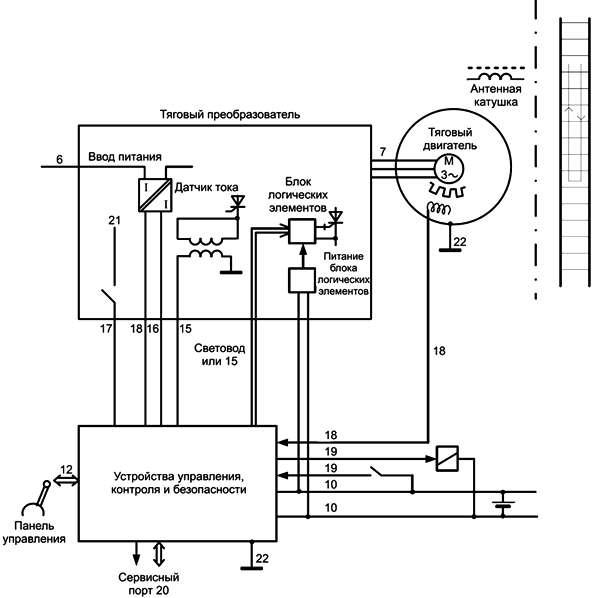 Антенная
катушка
Тяговый преобразователь
Тяговый
двигатель
7
6
Ввод питания
M
3~
Датчик тока
Блок
логических
элементов
I
I
21
22
Питание
блока
логических
элементов
17
18
16
15
Световод
или 15
18
18
19
12
19
Устройства управления,
контроля и безопасности
10
10
Панель
управления
22
Сервисный
порт 20